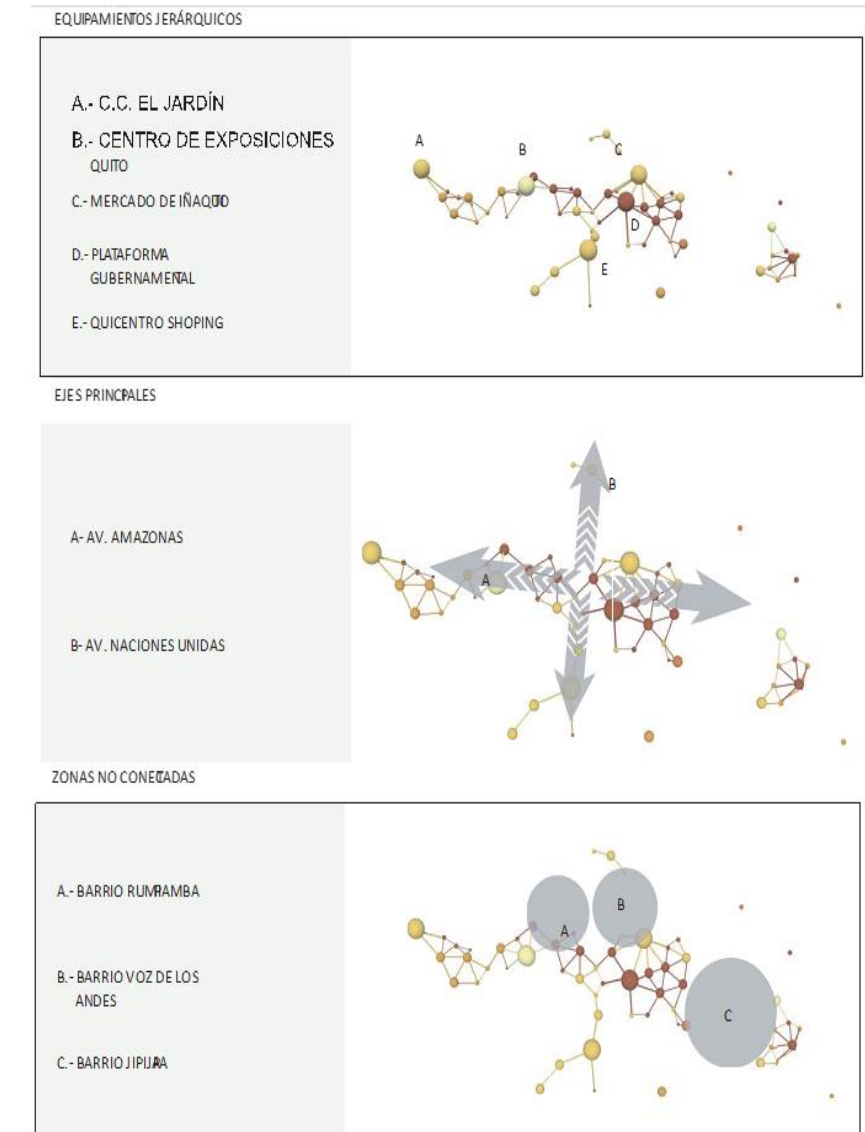 EQUIPAMIENTOS JERÁRQUICOS
A.- C.C. EL JARDÍN
B.- CENTRO DE EXPOSICIONES
QUITO
C.- MERCADO DE IÑAQUITO
D.- PLATAFORMA
GUBERNAMENTAL
E.- QUICENTRO SHOPING
A
B
C
D
E
EJES PRINCIPALES
A- AV. AMAZONAS
B- AV. NACIONES UNIDAS
B
A
ZONAS NO CONECTADAS
A.- BARRIO RUMIPAMBA
B.- BARRIO VOZ DE LOS
ANDES
C.- BARRIO JIPIJAPA
B
A
C